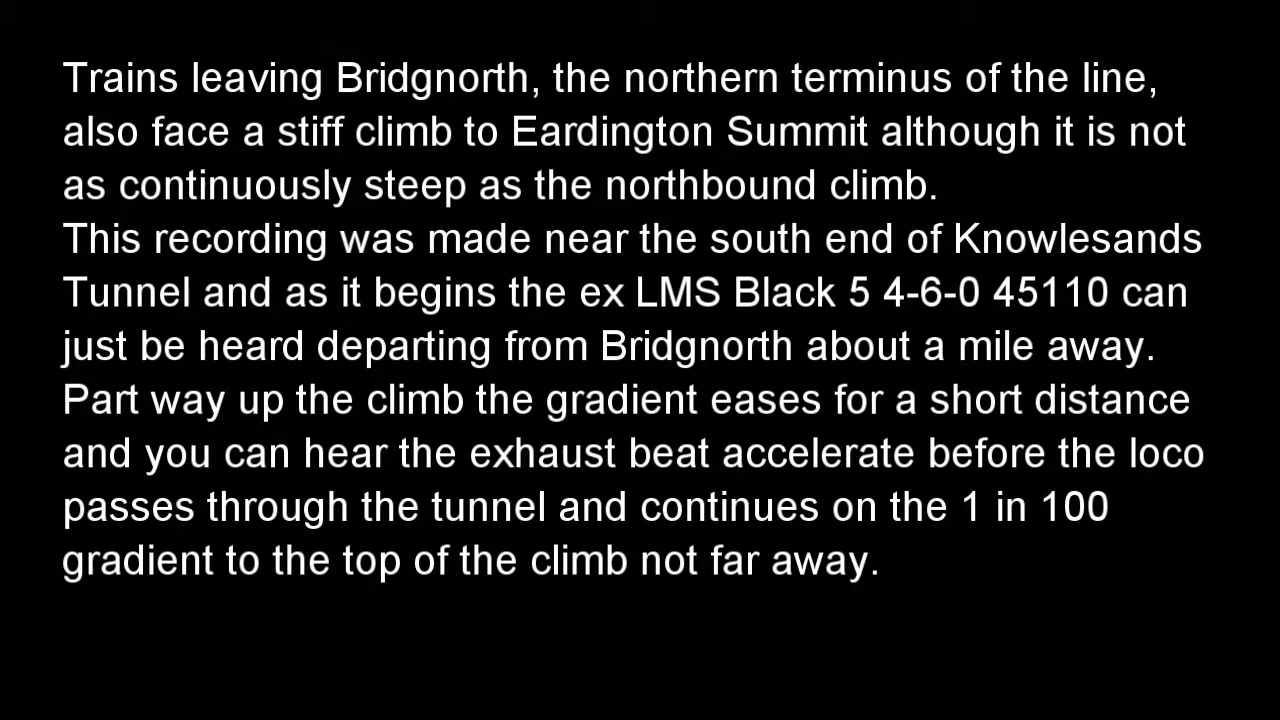 Trains leaving Bridgnorth, the northern terminus of the line,
also face a stiff climb to Eardington Summit although it is not
as continuously steep as the northbound climb.
This recording was made near the south end of Knowlesands
Tunnel and as it begins the ex LMS Black 5 4-6-0 45110 can
just be heard departing from Bridgnorth about a mile away.
Part way up the climb the gradient eases for a short distance
and you can hear the exhaust beat accelerate before the loco
passes through the tunnel and continues on the 1 in 100
gradient to the top of the climb not far away.